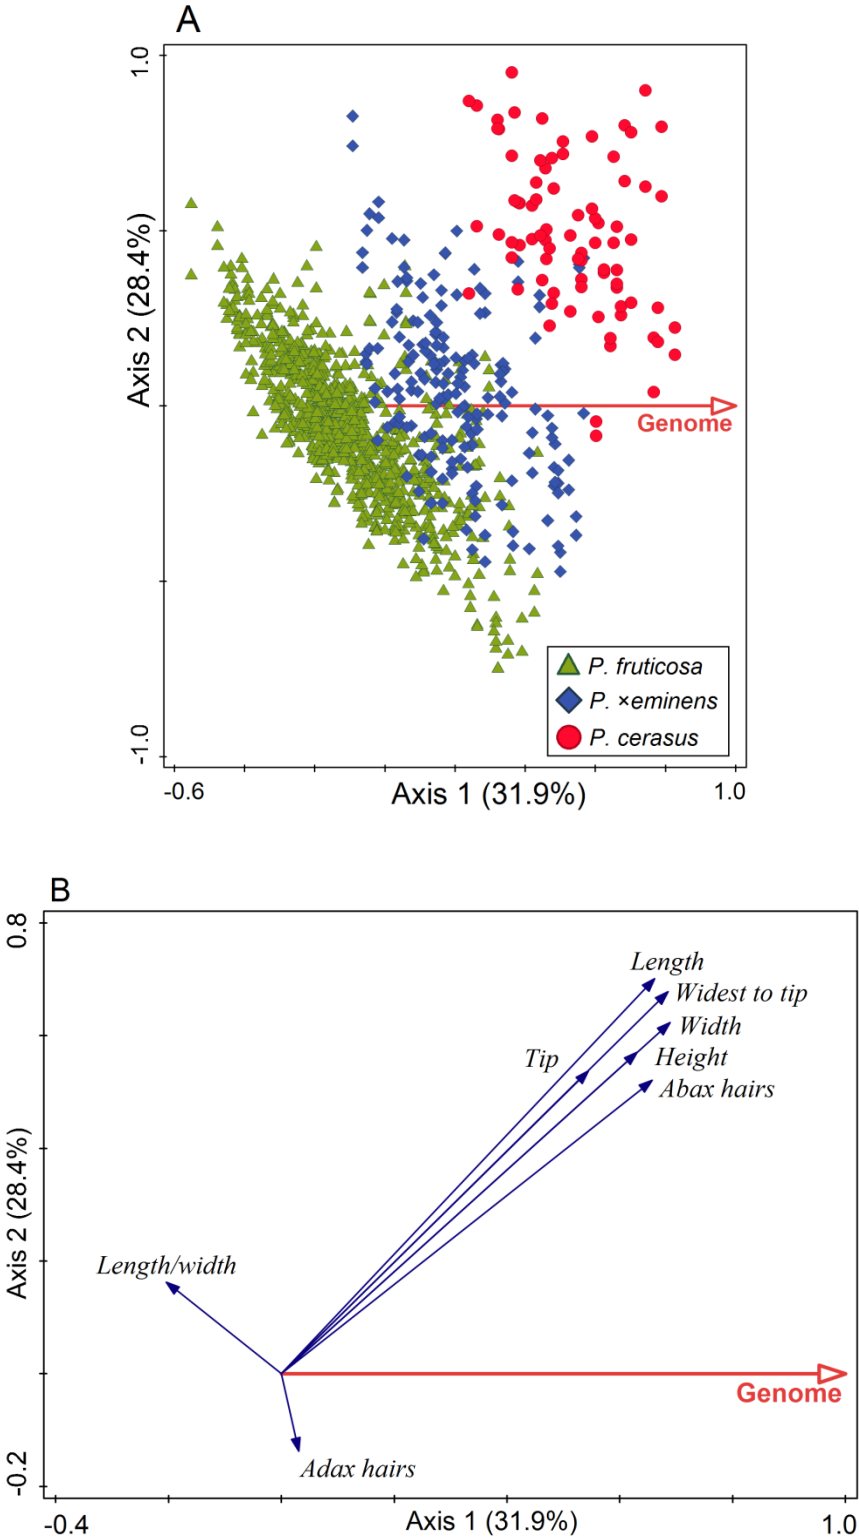 A
1.0
Axis 2 (28.4%)
Genome
P. fruticosa
P. ×eminens
P. cerasus
-1.0
-0.6
Axis 1 (31.9%)
1.0
B
0.8
Length
Widest to tip
Width
Tip
Height
Abax hairs
Axis 2 (28.4%)
Length/width
Genome
Adax hairs
-0.2
-0.4
Axis 1 (31.9%)
1.0